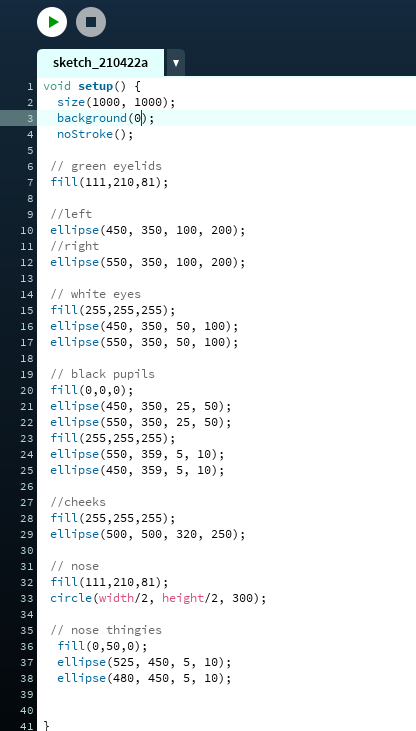 sketch_210422a ▼
1 void setup() {
2 size(1000, 1000);
3 background(0);
4 noStroke();
5
6 // green eyelids
7 fill(111,210,81);
8
9 //left
10 ellipse(450, 350, 100, 200);
11 //right
12 ellipse(550, 350, 100, 200);
13
14 // white eyes
15 fill(255,255,255);
16 ellipse(450, 350, 50, 100);
17 ellipse(550, 350, 50, 100);
18
19 // black pupils
20 fill(0,0,0);
21 ellipse(450, 350, 25, 50);
22 ellipse(550, 350, 25, 50);
23 fill(255,255,255);
24 ellipse(550, 359, 5, 10);
25 ellipse(450, 359, 5, 10);
26
27 //cheeks
28 fill(255,255,255);
29 ellipse(500, 500, 320, 250);
30
31 // nose
32 fill(111,210,81);
33 circle(width/2, height/2, 300);
34
35 // nose thingies
36 fill(0,50,0);
37 ellipse(525, 450, 5, 10);
38 ellipse(480, 450, 5, 10);
39
40
41 }